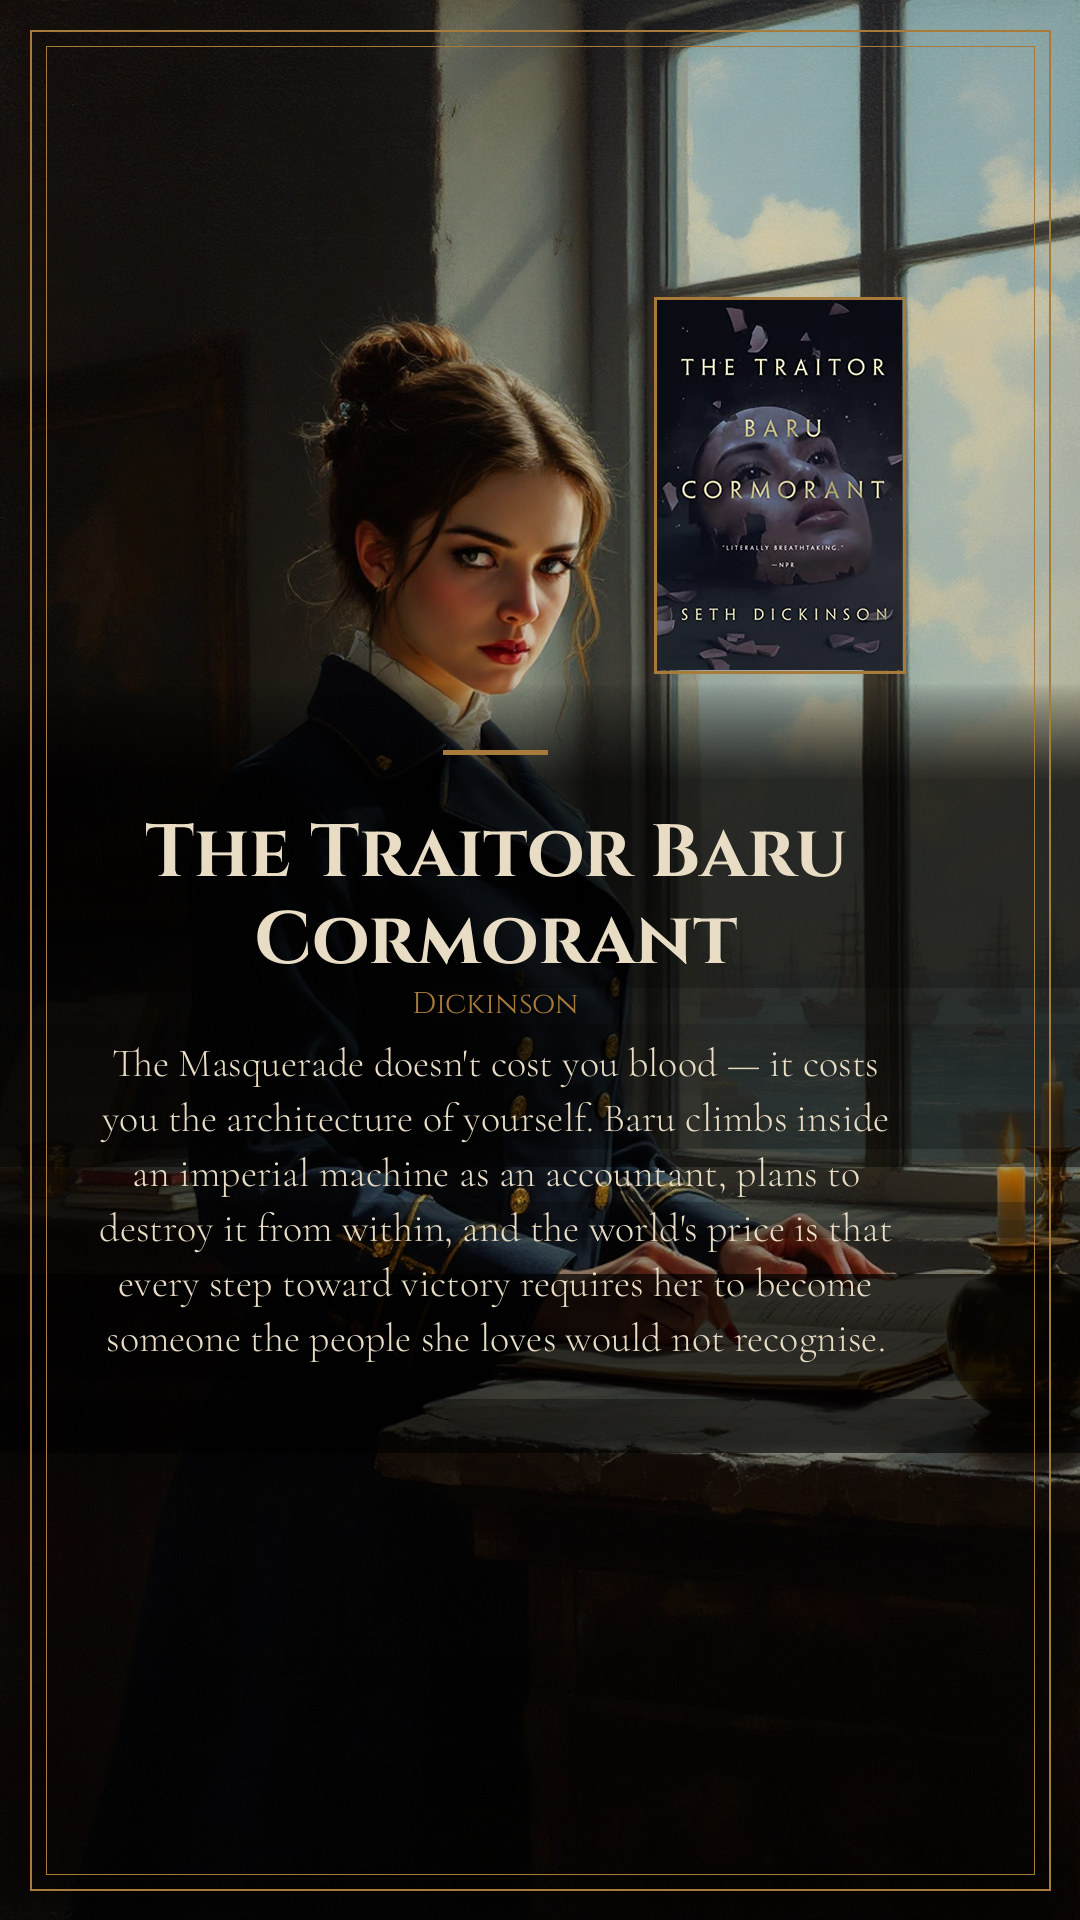 THE TRAITOR
BARU
CORMORANT
"LITERALLY BREATHTAKING."
—NPR
SETH DICKINSON
The Traitor Baru
Cormorant
Dickinson
The Masquerade doesn't cost you blood — it costs
you the architecture of yourself. Baru climbs inside
an imperial machine as an accountant, plans to
destroy it from within, and the world's price is that
every step toward victory requires her to become
someone the people she loves would not recognise.